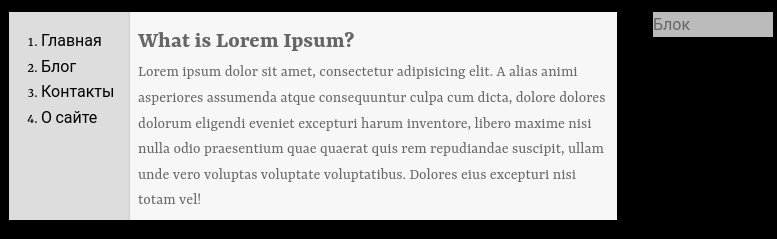 1. Главная
2. Блог
3. Контакты
4. О сайте
What is Lorem Ipsum?
Lorem ipsum dolor sit amet, consectetur adipisicing elit. A alias animi
asperiores assumenda atque consequuntur culpa cum dicta, dolore dolores
dolorum eligendi eveniet excepturi harum inventore, libero maxime nisi
nulla odio praesentium quae quaerat quis rem repudiandae suscipit, ullam
unde vero voluptas voluptate voluptatibus. Dolores eius excepturi nisi
totam vel!
Блок